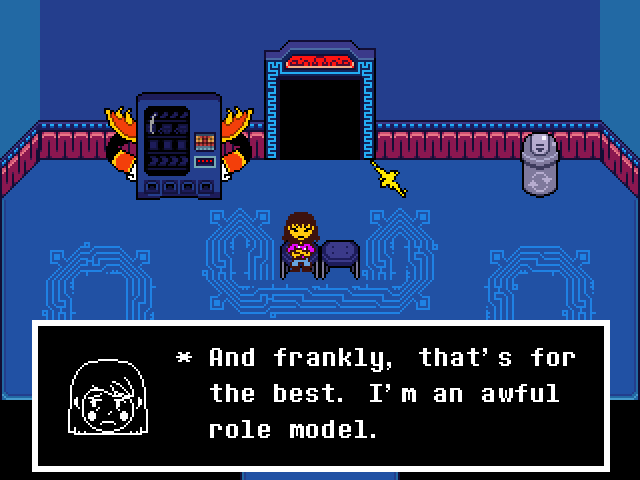 * And frankly, that's for
the best. I'm an awful
role model.